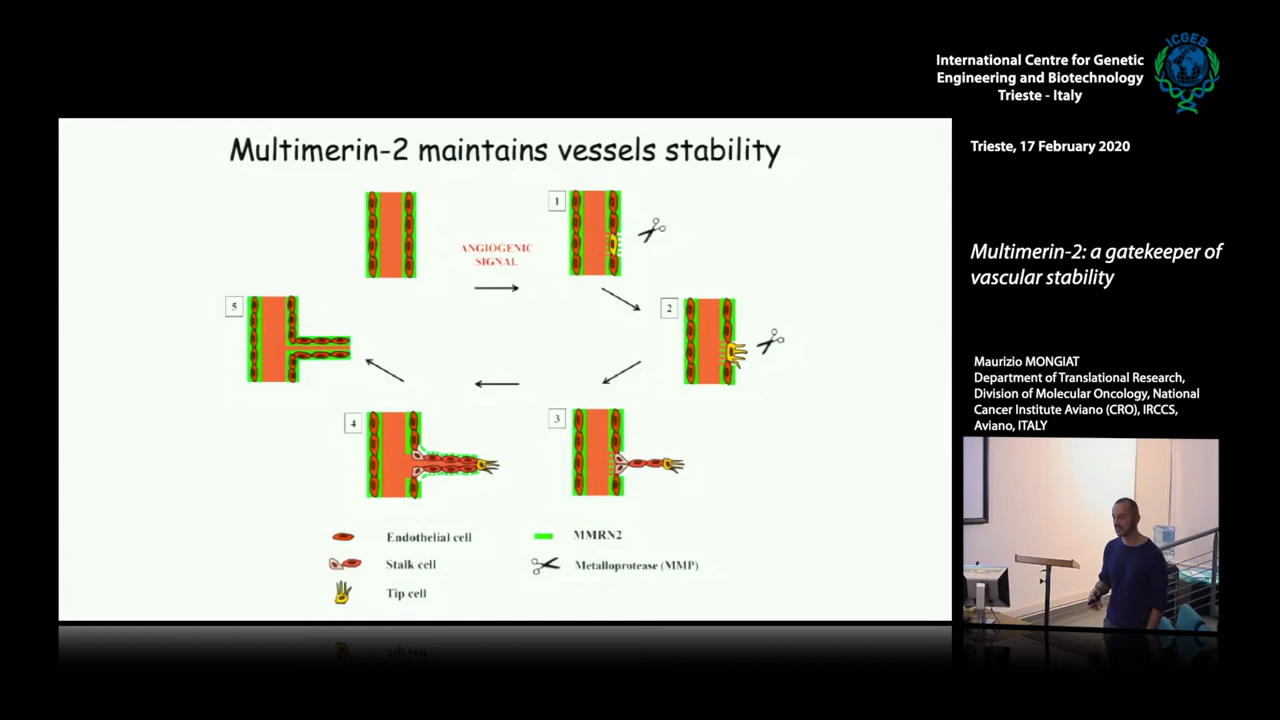 ICGEB
International Centre for Genetic
Engineering and Biotechnology
Trieste - Italy
Trieste, 17 February 2020
Multimerin-2 maintains vessels stability
1
ANGIOGENIC
SIGNAL
5
2
4
3
Endothelial cell
MMRN2
Stalk cell
Metalloprotease (MMP)
Tip cell
Multimerin-2: a gatekeeper of
vascular stability
Maurizio MONGIAT
Department of Translational Research,
Division of Molecular Oncology, National
Cancer Institute Aviano (CRO), IRCCS,
Aviano, ITALY